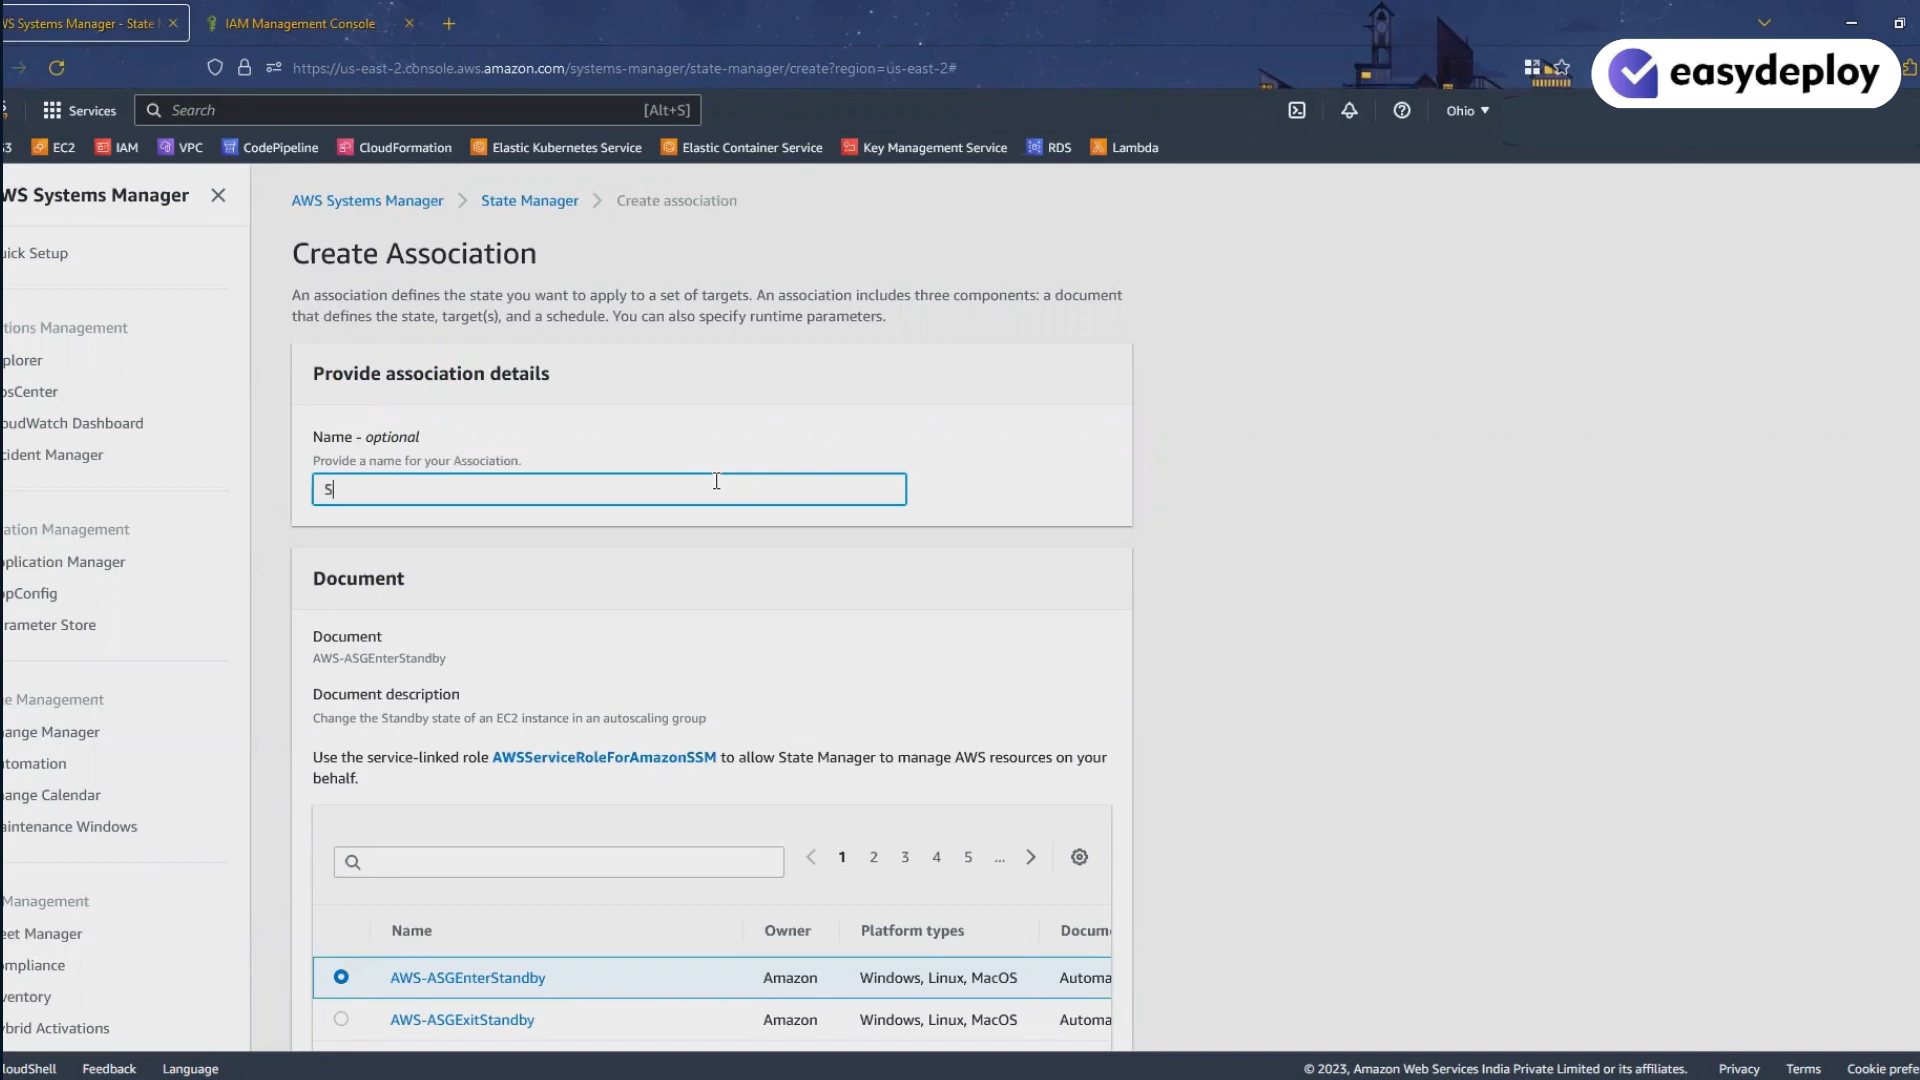 WS Systems Manager - State
IAM Management Console
https://us-east-2.console.aws.amazon.com/systems-manager/state-manager/create?region=us-east-2#
easydeploy
Services
Search
[Alt+S]
Ohio
S3
EC2
IAM
VPC
CodePipeline
CloudFormation
Elastic Kubernetes Service
Elastic Container Service
Key Management Service
RDS
Lambda
WS Systems Manager
uick Setup
tions Management
plorer
psCenter
oudWatch Dashboard
cident Manager
ation Management
pplication Manager
ppConfig
rameter Store
e Management
ange Manager
tomation
ange Calendar
aintenance Windows
Management
eet Manager
ompliance
ventory
ybrid Activations
AWS Systems Manager
State Manager
Create association
Create Association
An association defines the state you want to apply to a set of targets. An association includes three components: a document
that defines the state, target(s), and a schedule. You can also specify runtime parameters.
Provide association details
Name - optional
Provide a name for your Association.
S
Document
Document
AWS-ASGEnterStandby
Document description
Change the Standby state of an EC2 instance in an autoscaling group
Use the service-linked role AWSServiceRoleForAmazonSSM to allow State Manager to manage AWS resources on your
behalf.
1 2 3 4 5 ...
Name Owner Platform types Docum
AWS-ASGEnterStandby Amazon Windows, Linux, MacOS Automa
AWS-ASGExitStandby Amazon Windows, Linux, MacOS Automa
loudShell
Feedback
Language
© 2023, Amazon Web Services India Private Limited or its affiliates.
Privacy
Terms
Cookie prefe